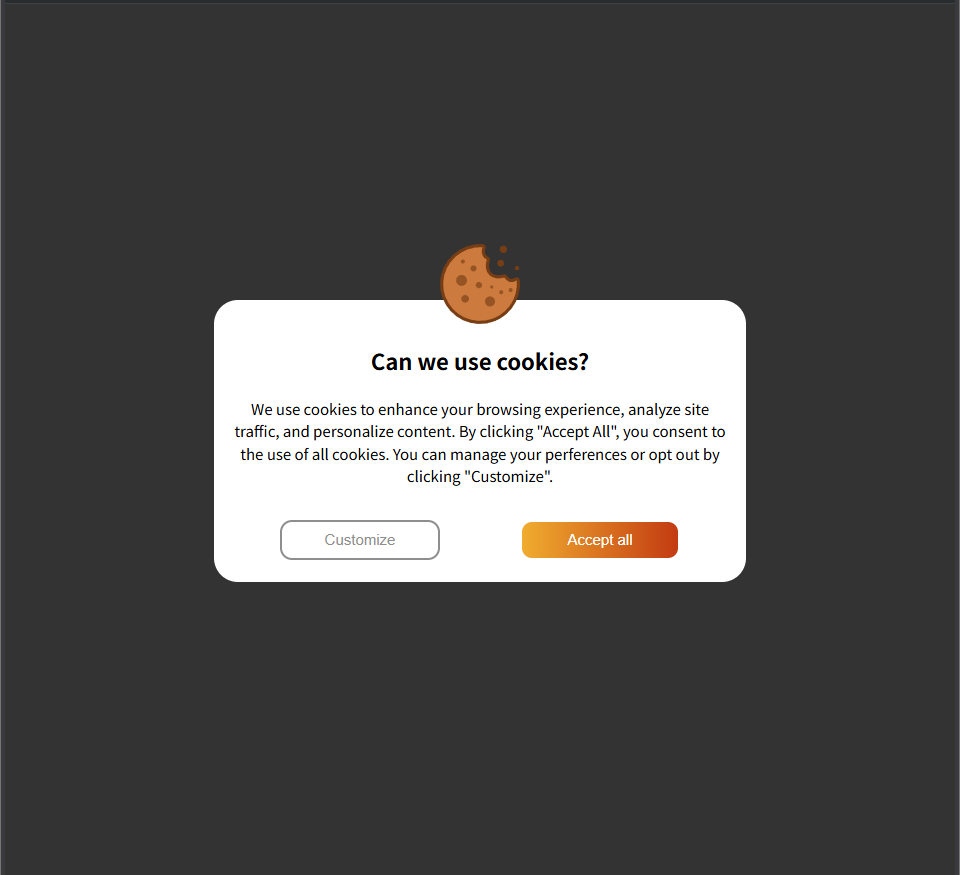 Can we use cookies?
We use cookies to enhance your browsing experience, analyze site
traffic, and personalize content. By clicking "Accept All", you consent to
the use of all cookies. You can manage your perferences or opt out by
clicking "Customize".
Customize
Accept all